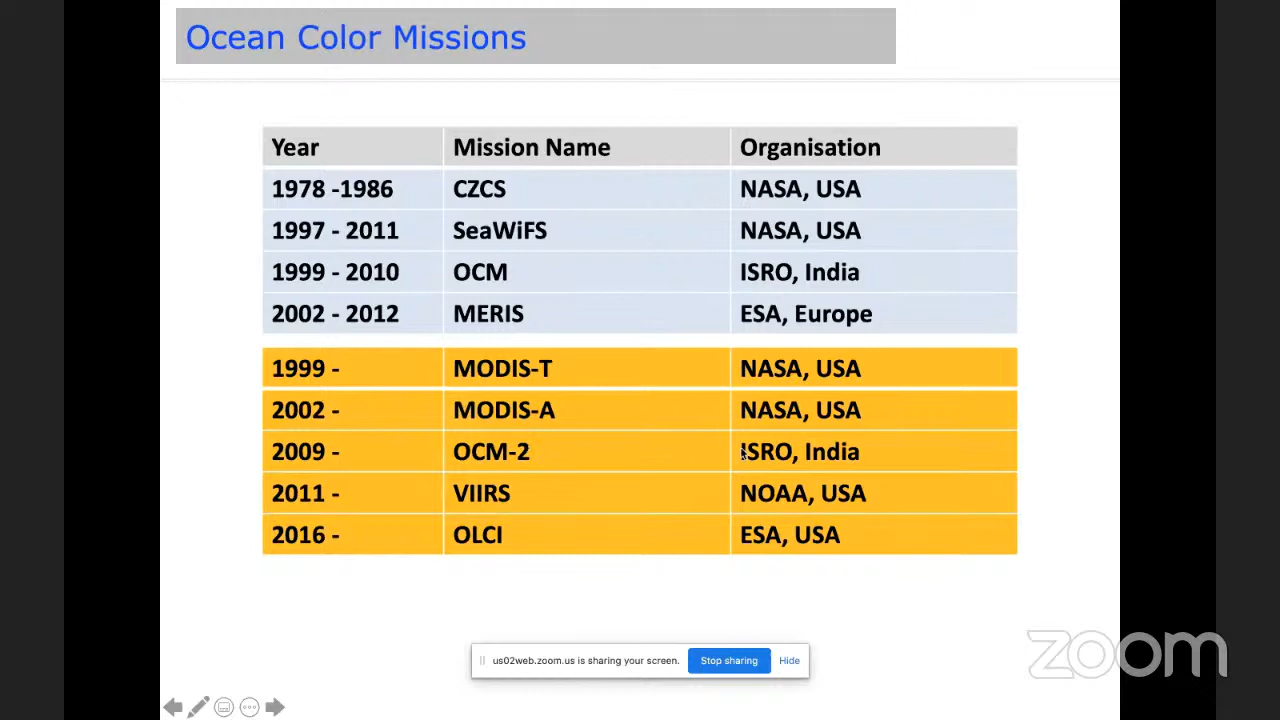 Ocean Color Missions
Year Mission Name Organisation
1978 -1986 CZCS NASA, USA
1997 - 2011 SeaWiFS NASA, USA
1999 - 2010 OCM ISRO, India
2002 - 2012 MERIS ESA, Europe
1999 - MODIS-T NASA, USA
2002 - MODIS-A NASA, USA
2009 - OCM-2 ISRO, India
2011 - VIIRS NOAA, USA
2016 - OLCI ESA, USA
us02web.zoom.us is sharing your screen. Stop sharing Hide
zoom